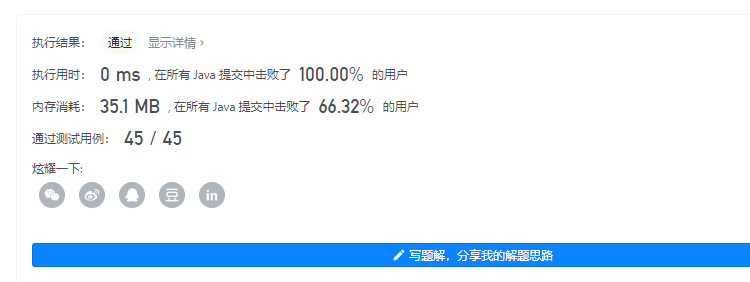 执行结果： 通过 显示详情 ›
执行用时： 0 ms , 在所有 Java 提交中击败了 100.00% 的用户
内存消耗： 35.1 MB , 在所有 Java 提交中击败了 66.32% 的用户
通过测试用例： 45 / 45
炫耀一下:
豆 in
写题解，分享我的解题思路